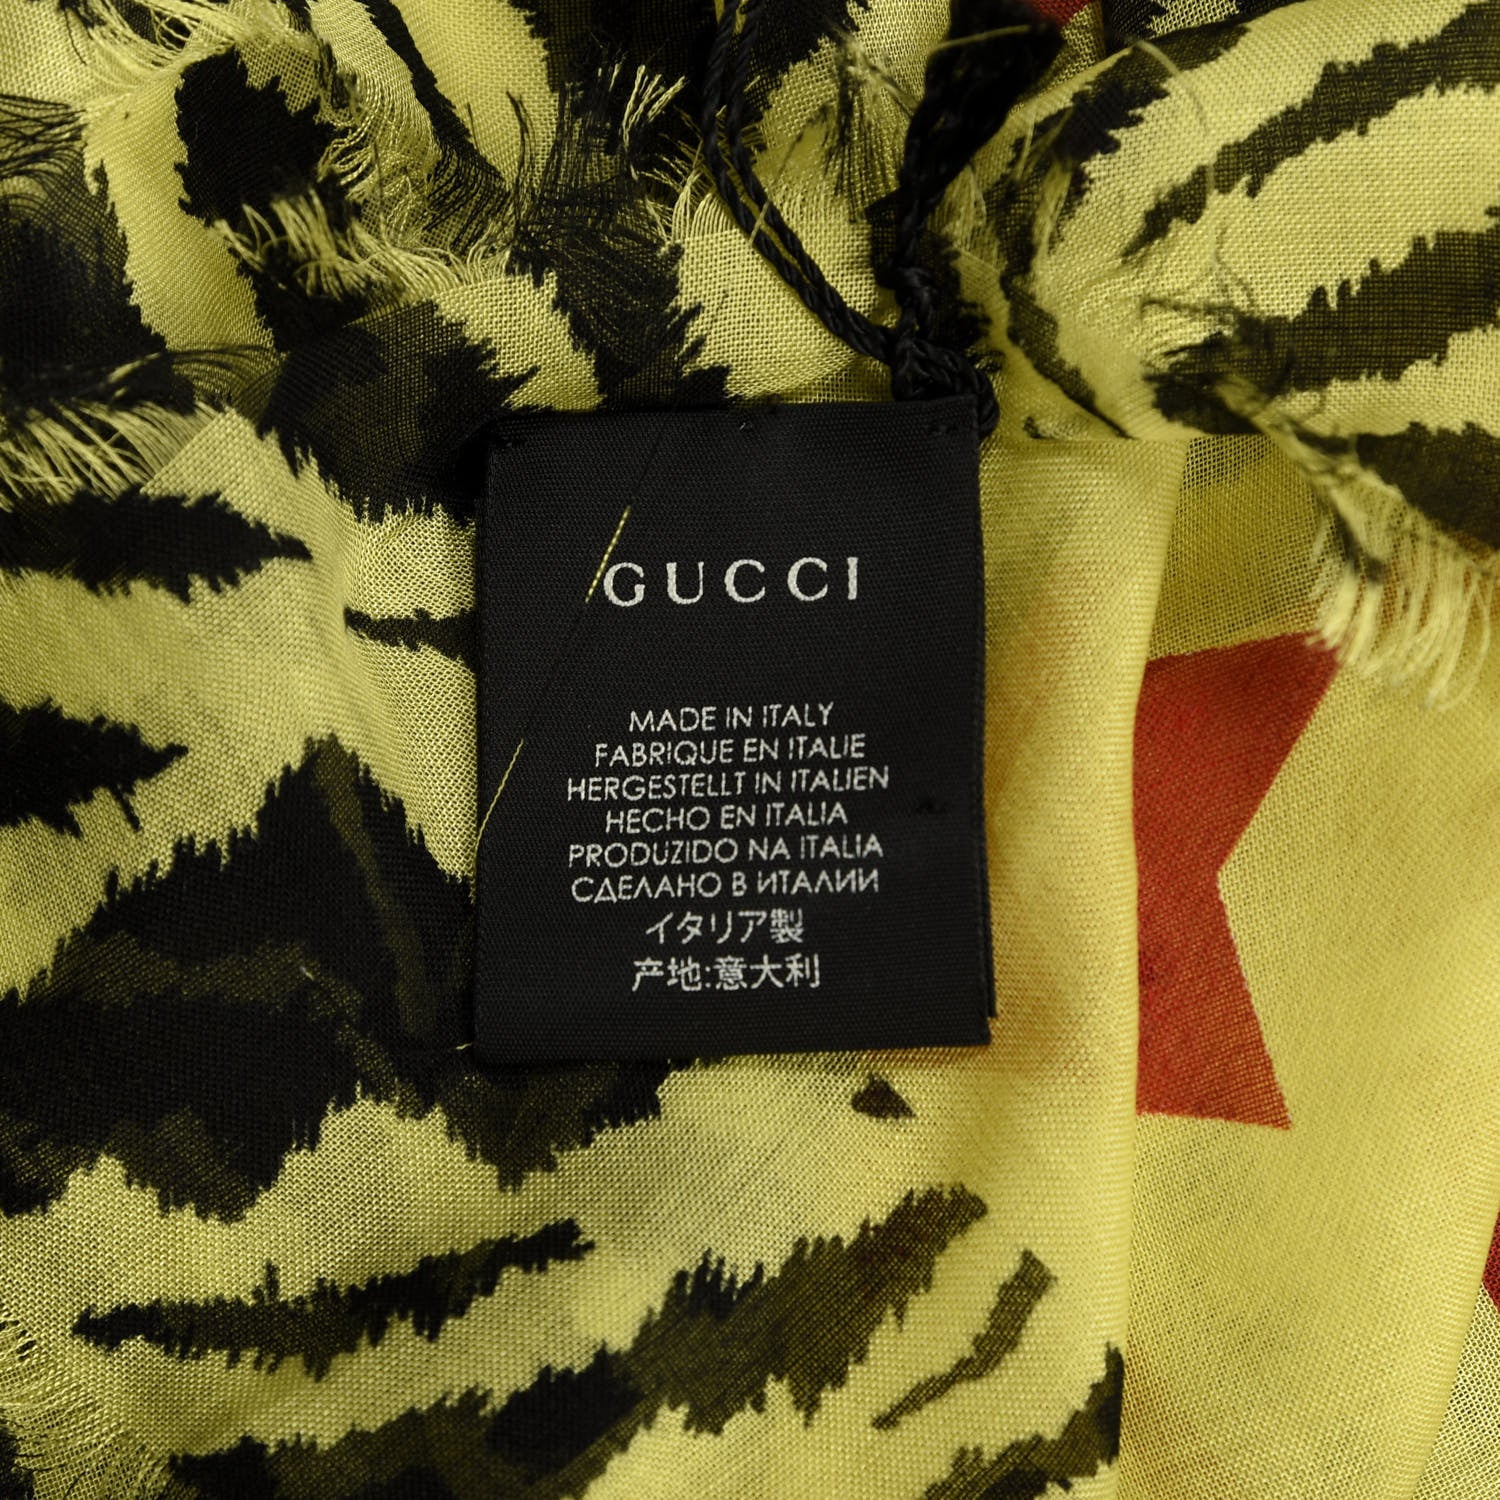 GUCCI
MADE IN ITALY
FABRIQUE EN ITALIE
HERGESTELLT IN ITALIEN
HECHO EN ITALIA
PRODUZIDO NA ITALIA
СДЕЛАНО В ИТАЛИИ
イタリア製
产地:意大利